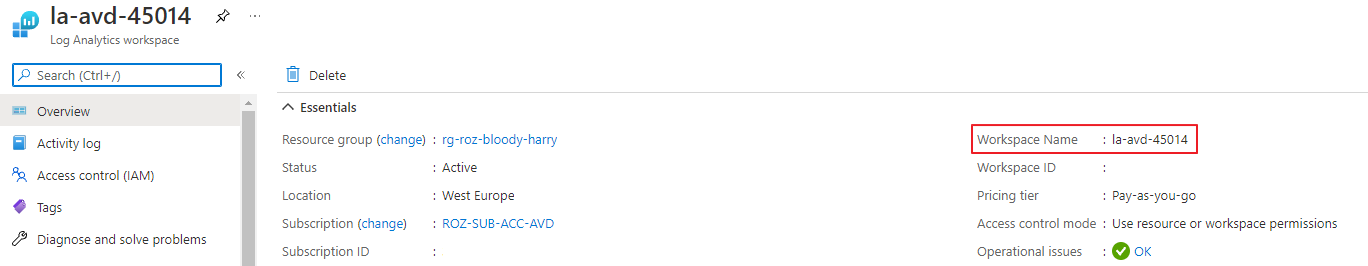 la-avd-45014
Log Analytics workspace
Search (Ctrl+/)
Delete
Essentials
Overview
Activity log
Access control (IAM)
Tags
Diagnose and solve problems
Resource group (change) : rg-roz-bloody-harry
Status : Active
Location : West Europe
Subscription (change) : ROZ-SUB-ACC-AVD
Subscription ID :
Workspace Name : la-avd-45014
Workspace ID :
Pricing tier : Pay-as-you-go
Access control mode : Use resource or workspace permissions
Operational issues : OK